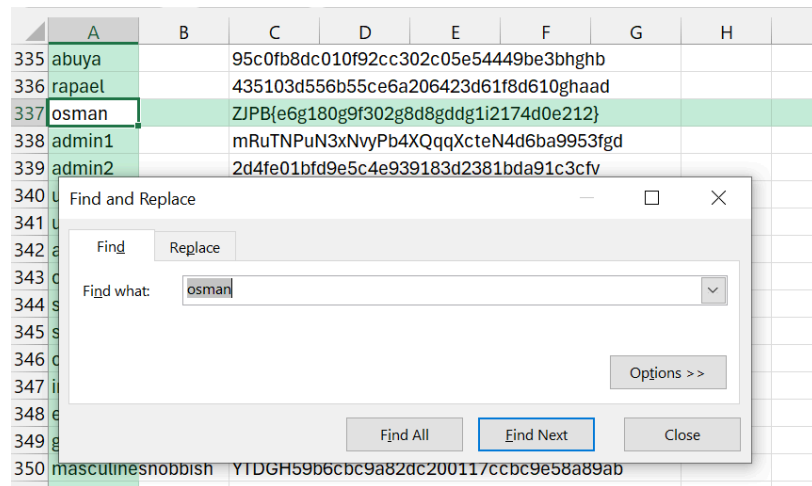 A B C D E F G H
335 abuya 95c0fb8dc010f92cc302c05e54449be3bhghb
336 rapael 435103d556b55ce6a206423d61f8d610ghaad
337 osman ZJPB{e6g180g9f302g8d8gddg1i2174d0e212}
338 admin1 mRuTNPuN3xNvyPb4XQqqXcteN4d6ba9953fgd
339 admin2 2d4fe01bfd9e5c4e939183d2381bda91c3cfv
340 u
Find and Replace
341 u
342 a
Find Replace
343 c
Find what: osman
344 s
345 s
346 c
Options >>
347 i
348 e
349 g
Find All Find Next Close
350 masculinesnobbish YTDGH59b6cbc9a82dc200117ccbc9e58a89ab